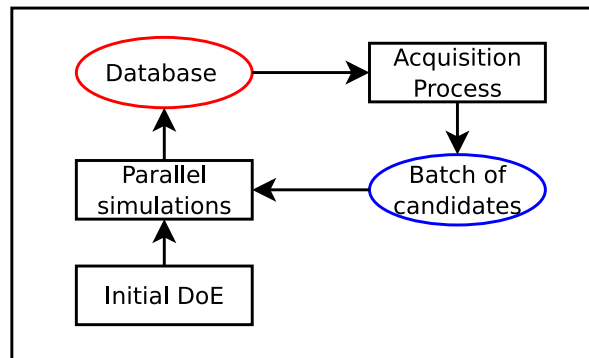 Database
Acquisition
Process
Parallel
simulations
Batch of
candidates
Initial DoE